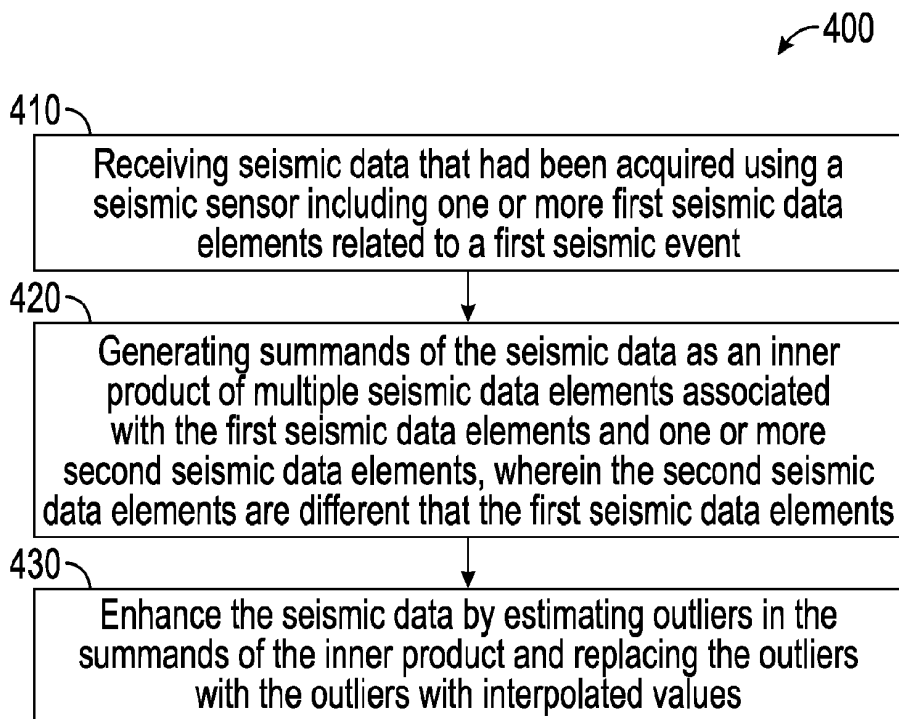 400
410
Receiving seismic data that had been acquired using a
seismic sensor including one or more first seismic data
elements related to a first seismic event
420
Generating summands of the seismic data as an inner
product of multiple seismic data elements associated
with the first seismic data elements and one or more
second seismic data elements, wherein the second seismic
data elements are different that the first seismic data elements
430
Enhance the seismic data by estimating outliers in the
summands of the inner product and replacing the outliers
with the outliers with interpolated values